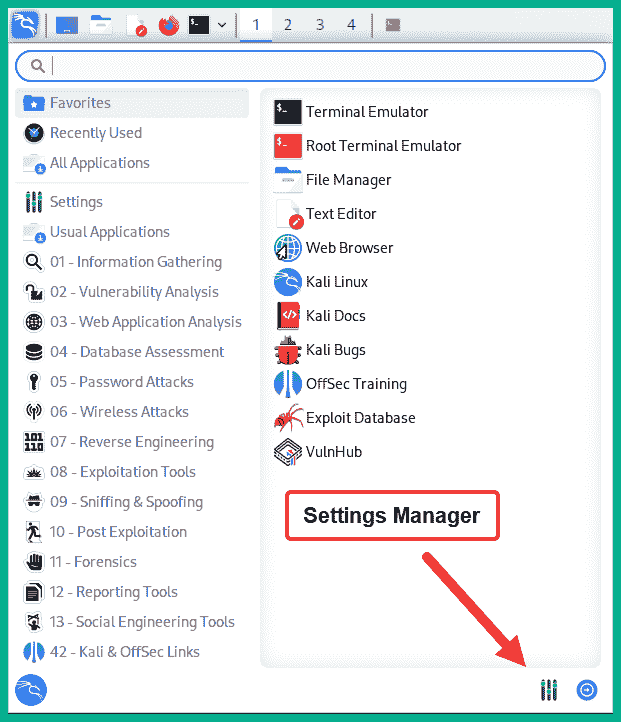 1 2 3 4
Favorites
Recently Used
All Applications
Settings
Usual Applications
01 - Information Gathering
02 - Vulnerability Analysis
03 - Web Application Analysis
04 - Database Assessment
05 - Password Attacks
06 - Wireless Attacks
07 - Reverse Engineering
08 - Exploitation Tools
09 - Sniffing & Spoofing
10 - Post Exploitation
11 - Forensics
12 - Reporting Tools
13 - Social Engineering Tools
42 - Kali & OffSec Links
Terminal Emulator
Root Terminal Emulator
File Manager
Text Editor
Web Browser
Kali Linux
Kali Docs
Kali Bugs
OffSec Training
Exploit Database
VulnHub
Settings Manager